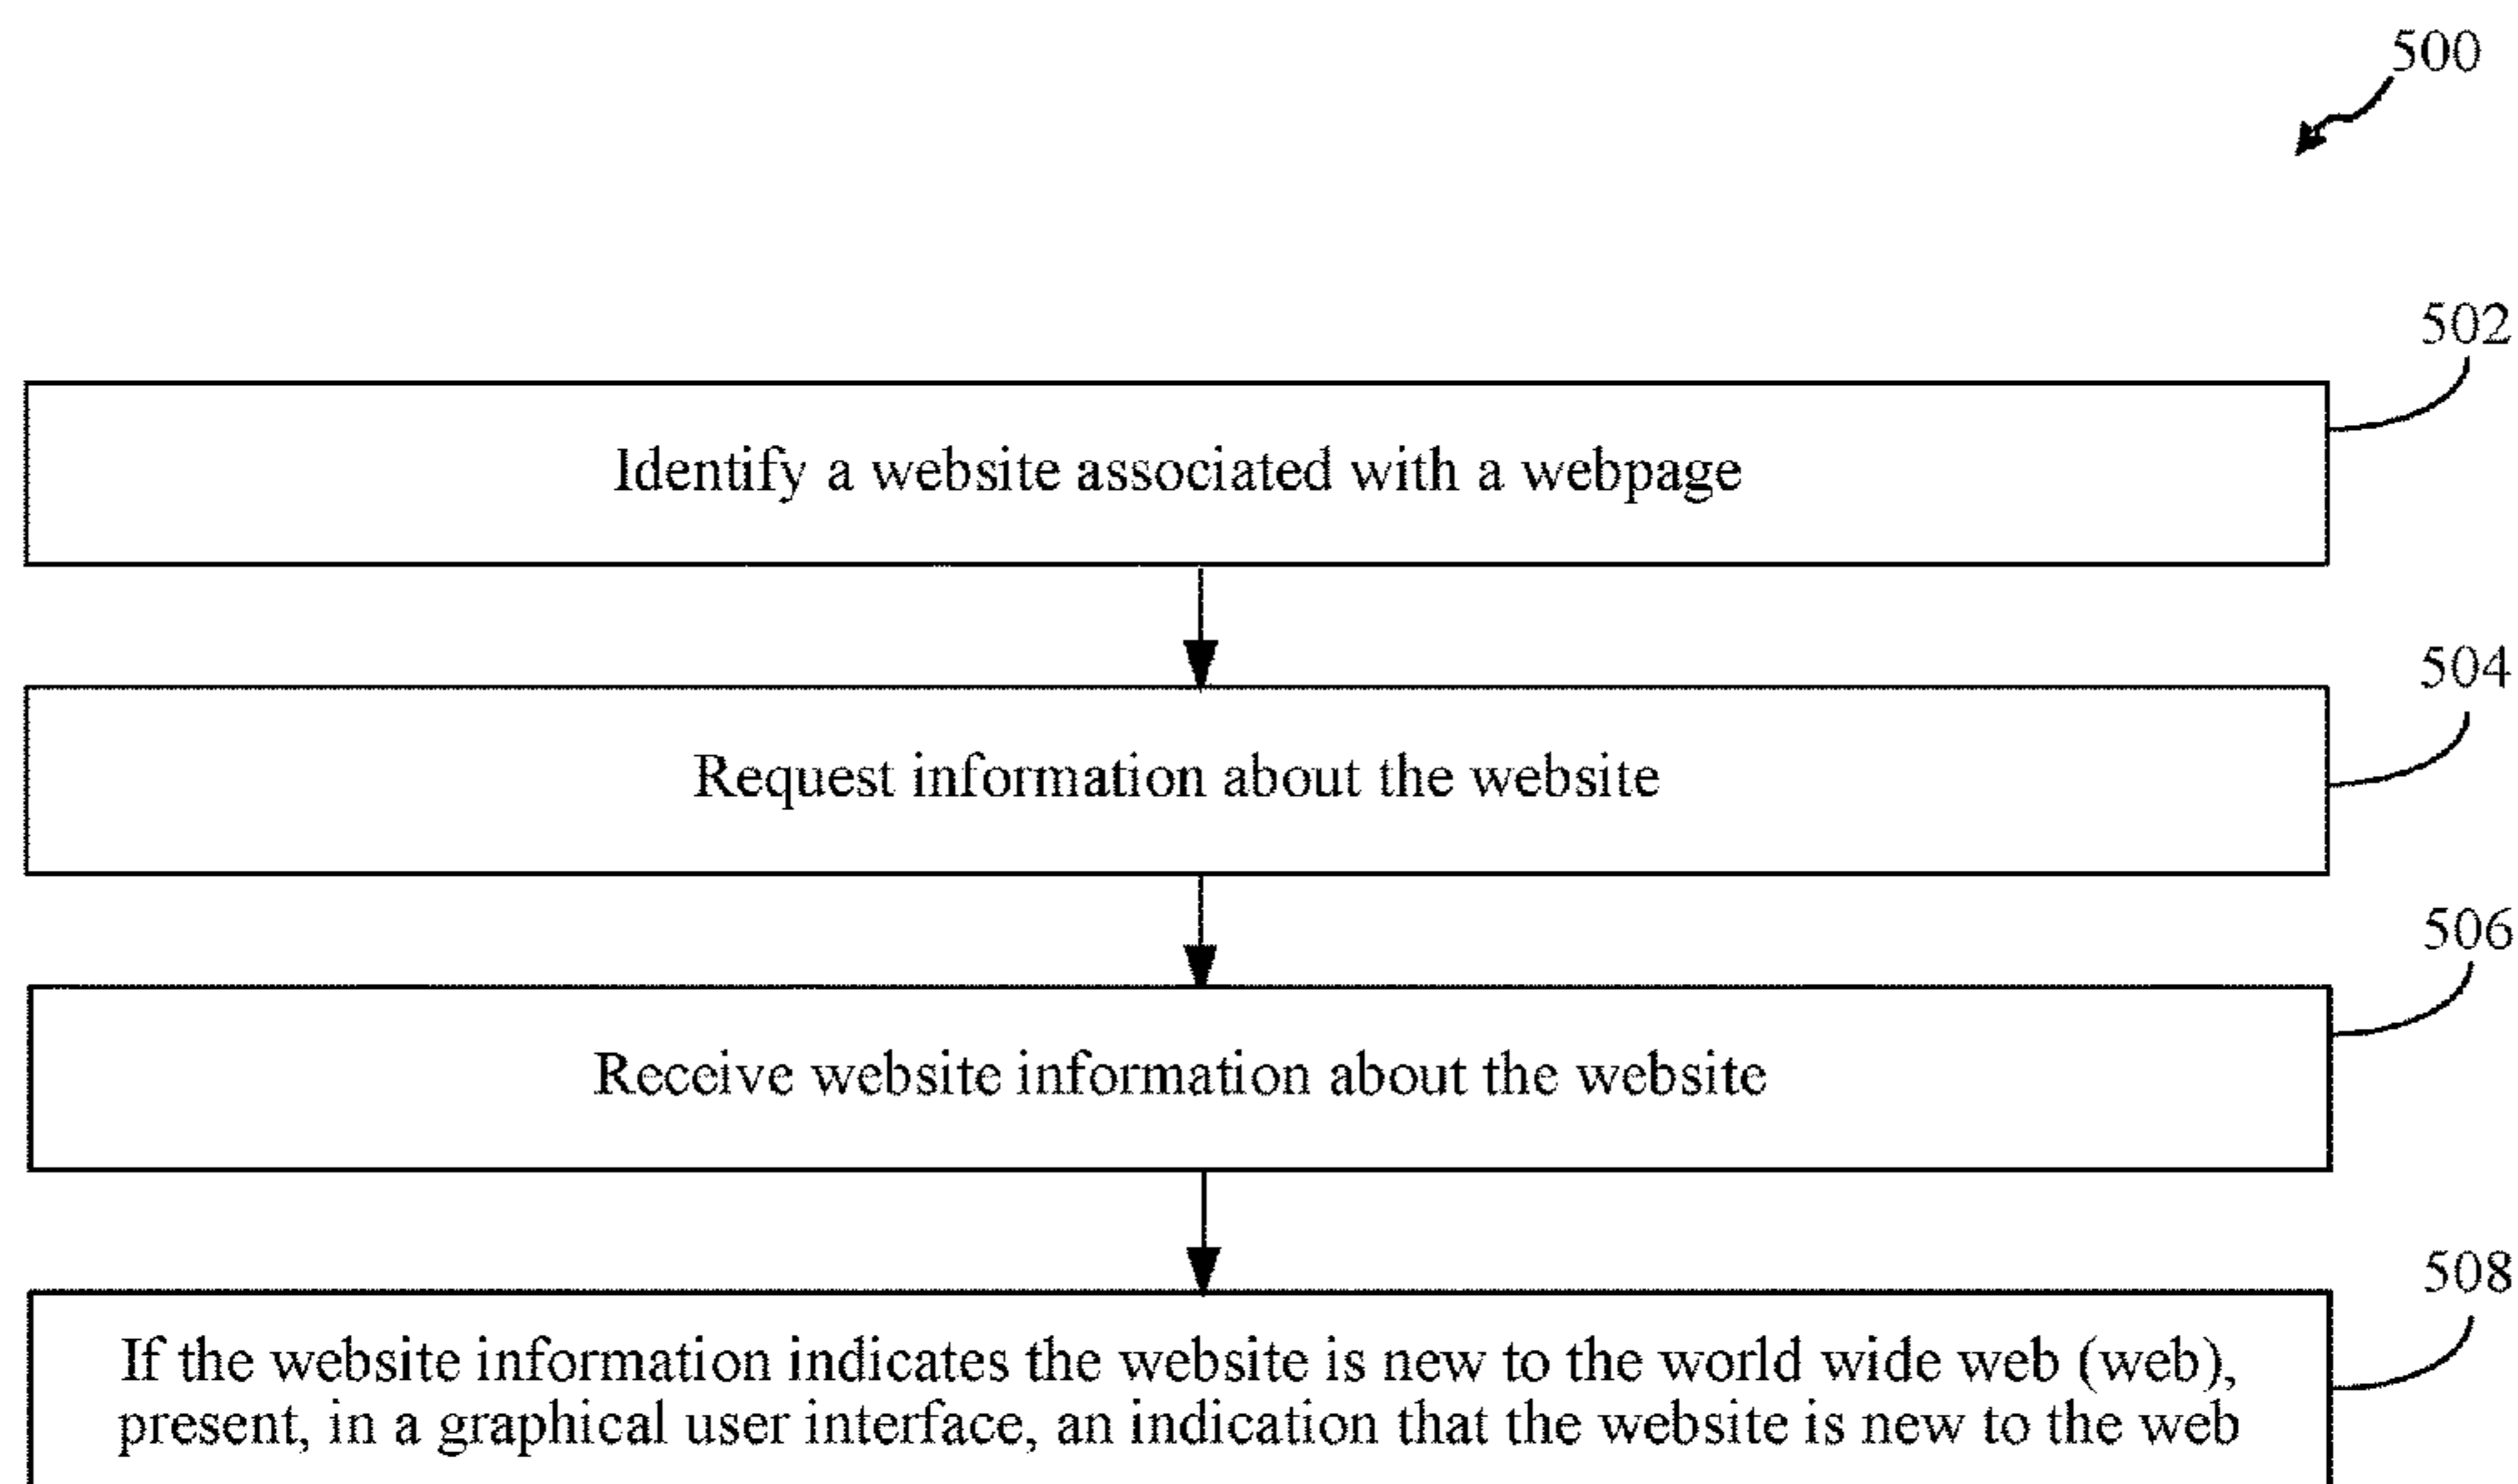 500
502
Identify a website associated with a webpage
504
Request information about the website
506
Receive website information about the website
508
If the website information indicates the website is new to the world wide web (web),
present, in a graphical user interface, an indication that the website is new to the web